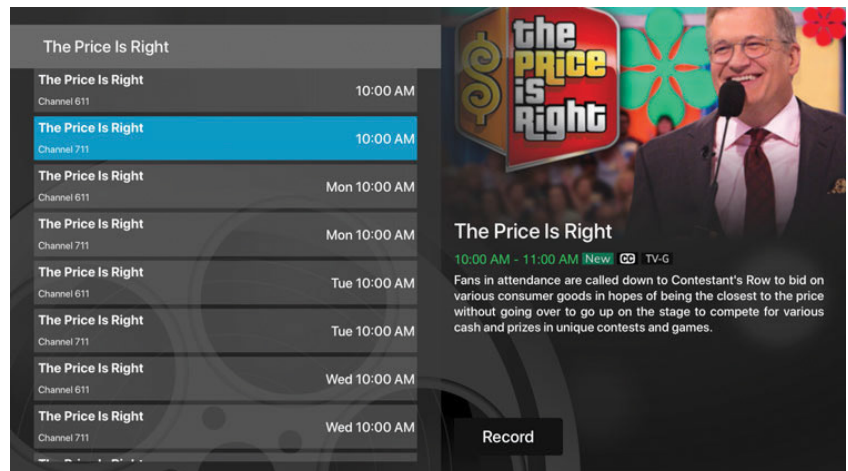 The Price Is Right
The Price Is Right
Channel 611
10:00 AM
The Price Is Right
Channel 711
10:00 AM
The Price Is Right
Channel 611
Mon 10:00 AM
The Price Is Right
Channel 711
Mon 10:00 AM
The Price Is Right
Channel 611
Tue 10:00 AM
The Price Is Right
Channel 711
Tue 10:00 AM
The Price Is Right
Channel 611
Wed 10:00 AM
The Price Is Right
Channel 711
Wed 10:00 AM
the
PRiCE
is
Right
The Price Is Right
10:00 AM - 11:00 AM New CC TV-G
Fans in attendance are called down to Contestant's Row to bid on
various consumer goods in hopes of being the closest to the price
without going over to go up on the stage to compete for various
cash and prizes in unique contests and games.
Record